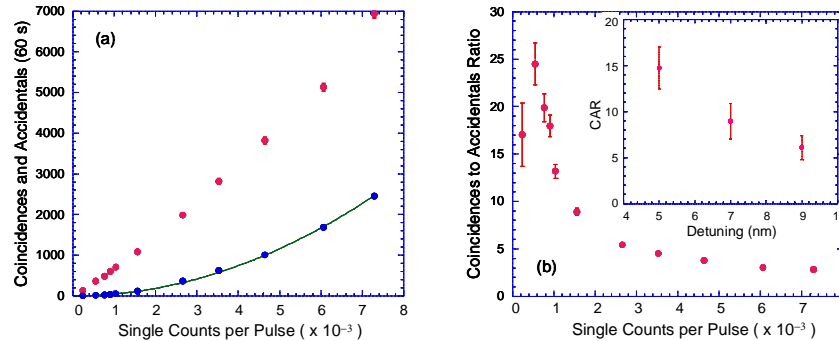 (a)
Coincidences and Accidentals (60 s)
7000
6000
5000
4000
3000
2000
1000
0
0 1 2 3 4 5 6 7 8
Single Counts per Pulse ( x 10⁻³)
(b)
Coincidences to Accidentals Ratio
30
25
20
15
10
5
0
0 1 2 3 4 5 6 7
Single Counts per Pulse ( x 10⁻³)
CAR
20
15
10
5
0
4 5 6 7 8 9 1
Detuning (nm)